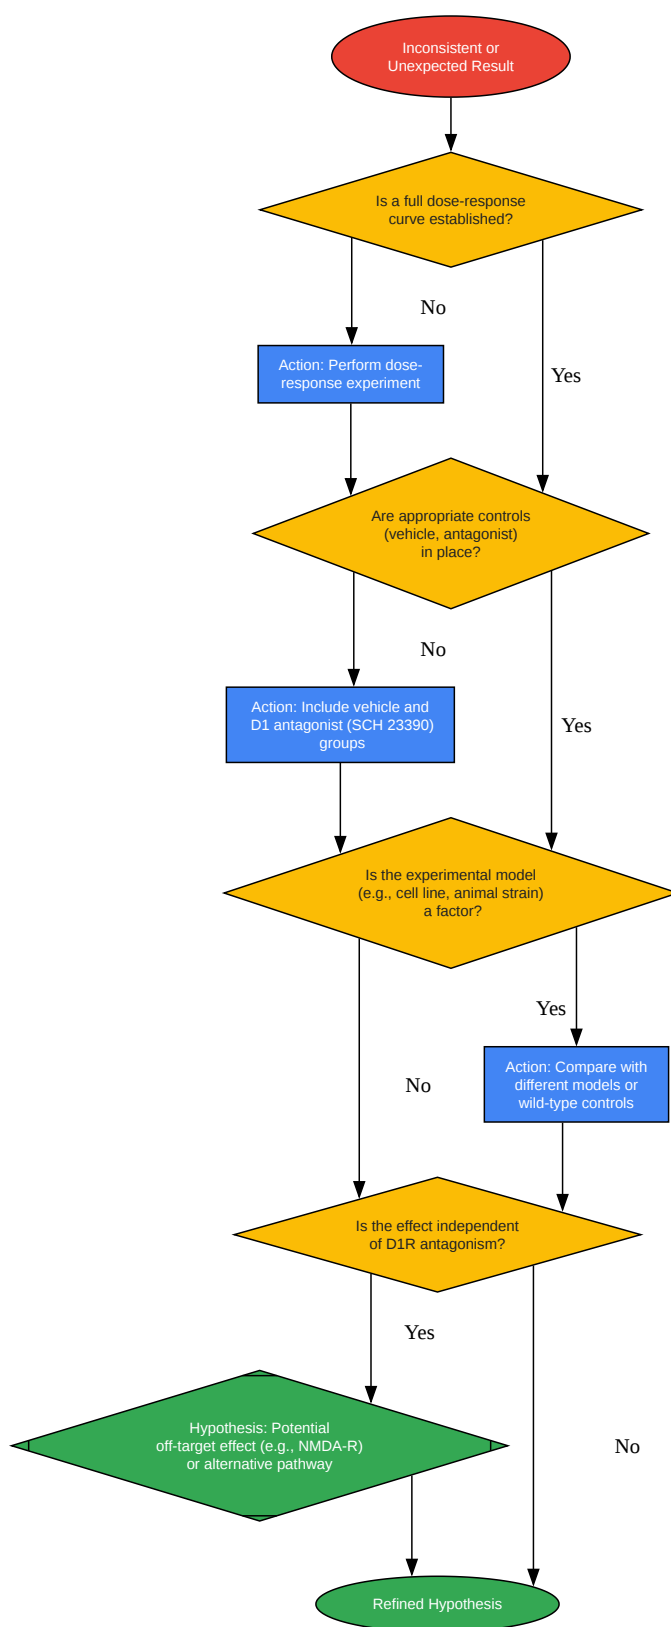 Inconsistent or
Unexpected Result
Is a full dose-response
curve established?
No
Action: Perform dose-
response experiment
Yes
Are appropriate controls
(vehicle, antagonist)
in place?
No
Action: Include vehicle and
D1 antagonist (SCH 23390)
groups
Yes
Is the experimental model
(e.g., cell line, animal strain)
a factor?
Yes
Action: Compare with
different models or
wild-type controls
No
Is the effect independent
of D1R antagonism?
Yes
Hypothesis: Potential
off-target effect (e.g., NMDA-R)
or alternative pathway
No
Refined Hypothesis